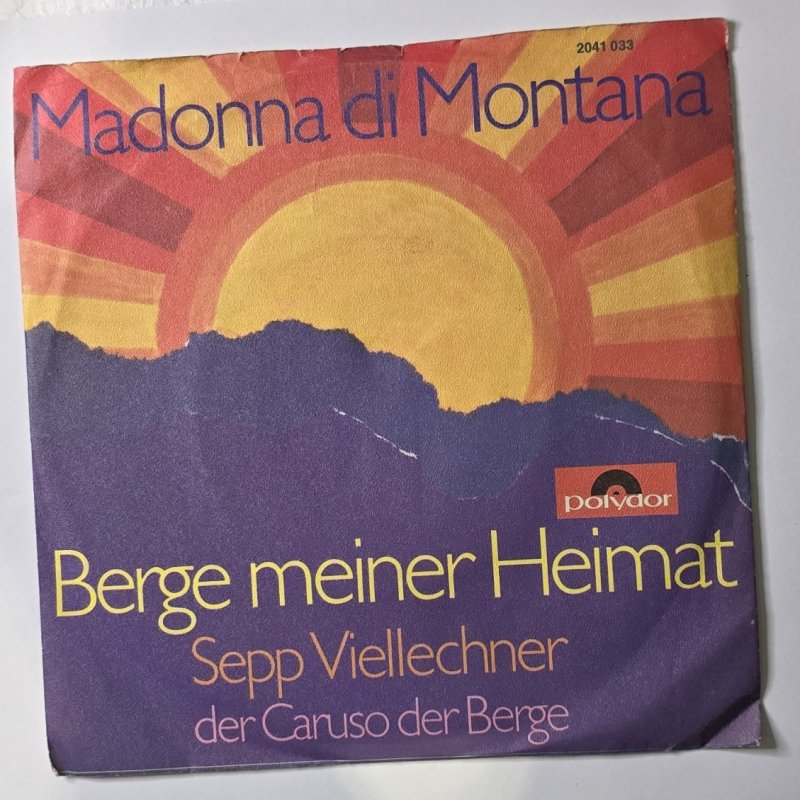 2041 033
Madonna di Montana
polydor
Berge meiner Heimat
Sepp Viellechner
der Caruso der Berge